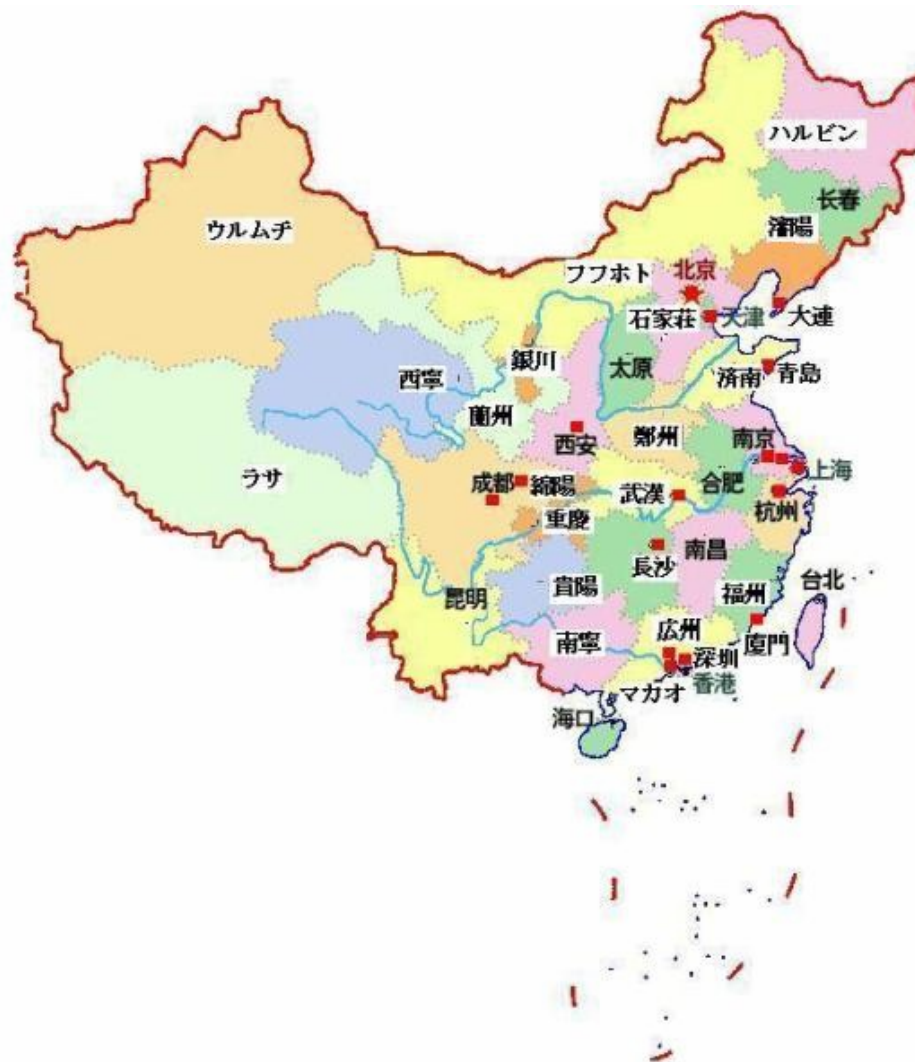 ハルビン
长春
瀋陽
ウルムチ
フフホト
北京
石家荘
天津
大連
銀川
太原
済南
青島
西寧
蘭州
西安
鄭州
南京
上海
ラサ
成都
綿陽
武漢
合肥
杭州
重慶
長沙
南昌
昆明
貴陽
福州
台北
南寧
広州
深圳
廈門
香港
マカオ
海口